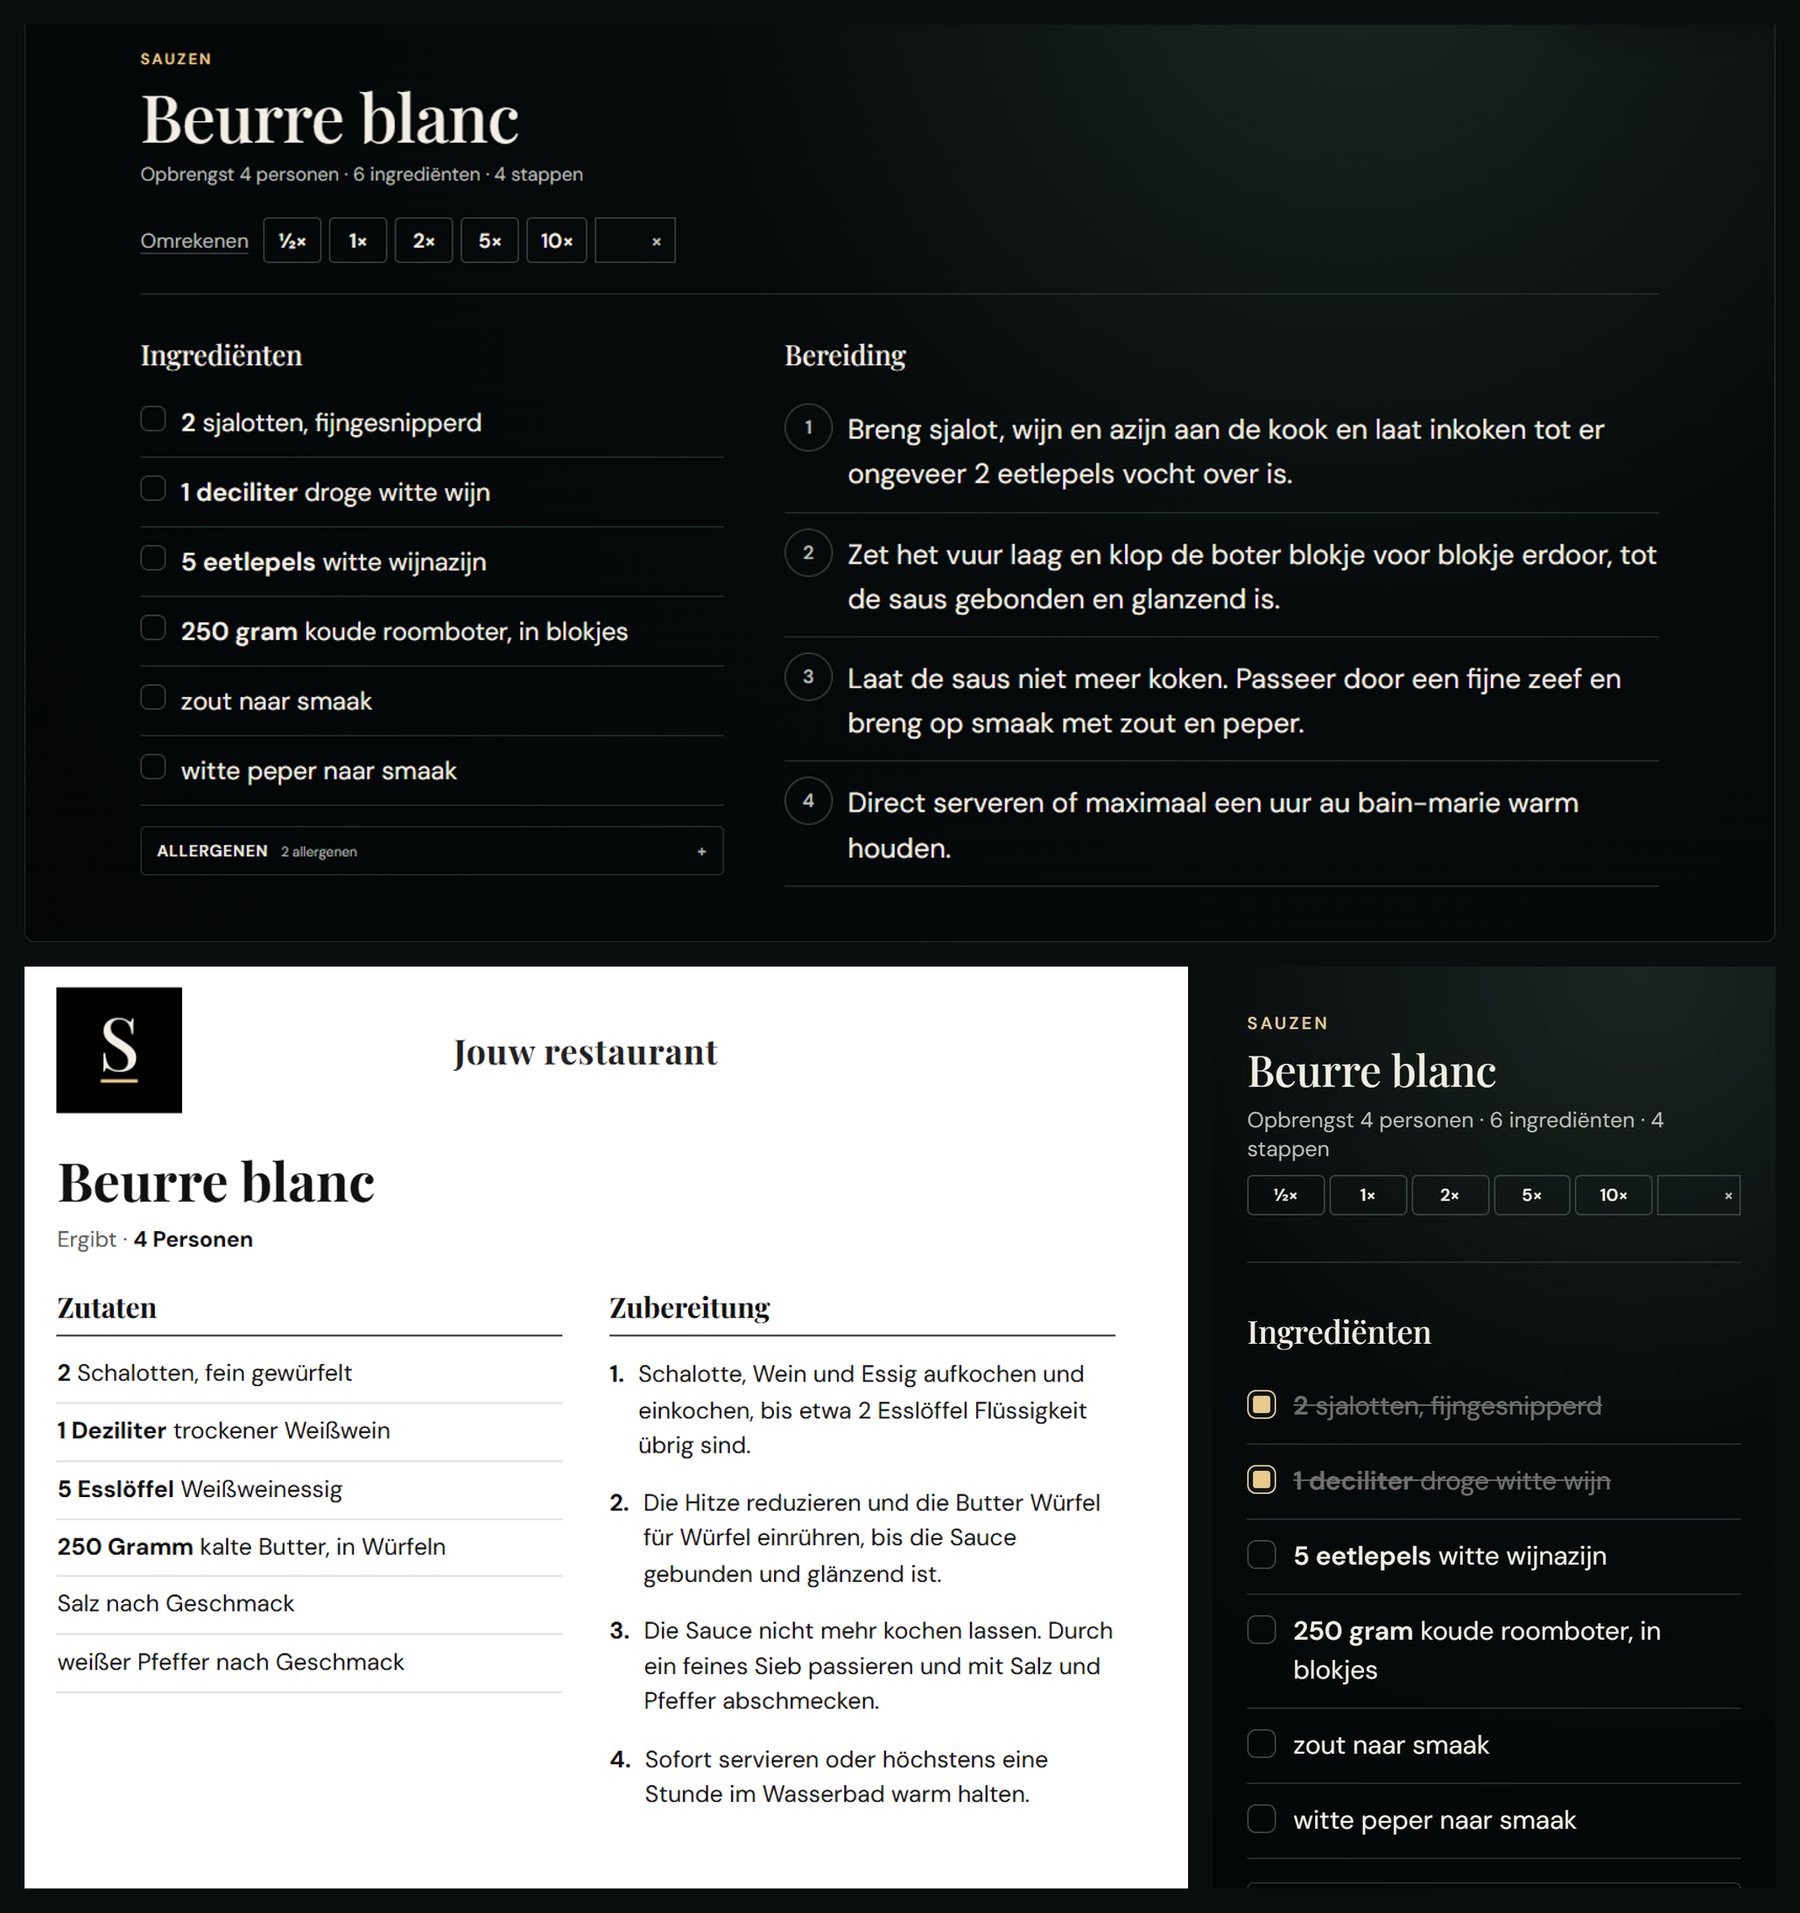 SAUZEN
Beurre blanc
Opbrengst 4 personen · 6 ingrediënten · 4 stappen
Omrekenen ½× 1× 2× 5× 10× ×
Ingrediënten
2 sjalotten, fijngesnipperd
1 deciliter droge witte wijn
5 eetlepels witte wijnazijn
250 gram koude roomboter, in blokjes
zout naar smaak
witte peper naar smaak
ALLERGENEN 2 allergenen +
Bereiding
1 Breng sjalot, wijn en azijn aan de kook en laat inkoken tot er
ongeveer 2 eetlepels vocht over is.
2 Zet het vuur laag en klop de boter blokje voor blokje erdoor, tot
de saus gebonden en glanzend is.
3 Laat de saus niet meer koken. Passeer door een fijne zeef en
breng op smaak met zout en peper.
4 Direct serveren of maximaal een uur au bain-marie warm
houden.
S
Jouw restaurant
Beurre blanc
Ergibt · 4 Personen
Zutaten
2 Schalotten, fein gewürfelt
1 Deziliter trockener Weißwein
5 Esslöffel Weißweinessig
250 Gramm kalte Butter, in Würfeln
Salz nach Geschmack
weißer Pfeffer nach Geschmack
Zubereitung
1. Schalotte, Wein und Essig aufkochen und
einkochen, bis etwa 2 Esslöffel Flüssigkeit
übrig sind.
2. Die Hitze reduzieren und die Butter Würfel
für Würfel einrühren, bis die Sauce
gebunden und glänzend ist.
3. Die Sauce nicht mehr kochen lassen. Durch
ein feines Sieb passieren und mit Salz und
Pfeffer abschmecken.
4. Sofort servieren oder höchstens eine
Stunde im Wasserbad warm halten.
SAUZEN
Beurre blanc
Opbrengst 4 personen · 6 ingrediënten · 4
stappen
½× 1× 2× 5× 10× ×
Ingrediënten
2 sjalotten, fijngesnipperd
1 deciliter droge witte wijn
5 eetlepels witte wijnazijn
250 gram koude roomboter, in
blokjes
zout naar smaak
witte peper naar smaak